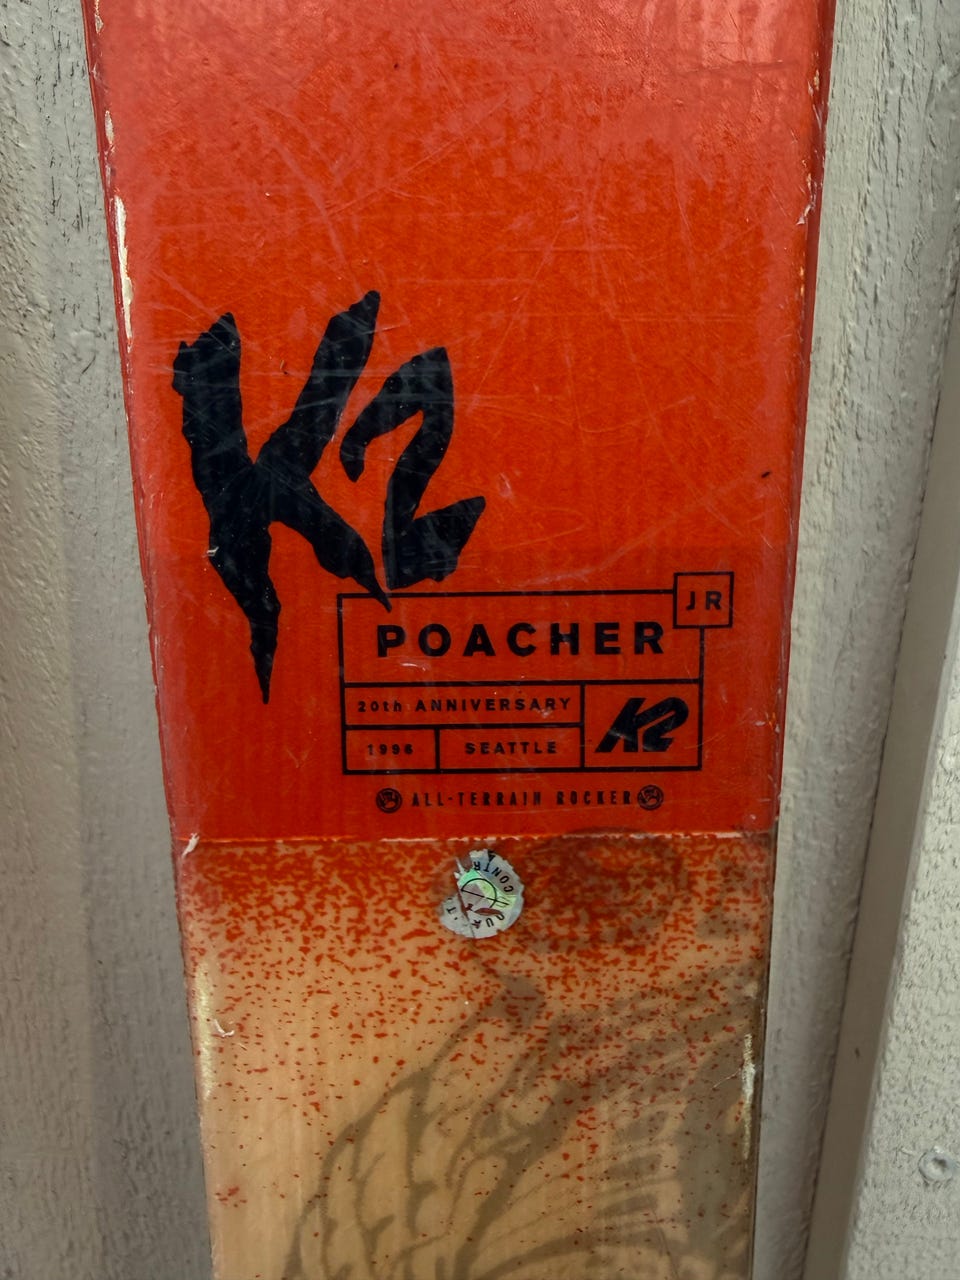 K2
JR
POACHER
20th ANNIVERSARY
K2
1996 SEATTLE
ALL-TERRAIN ROCKER